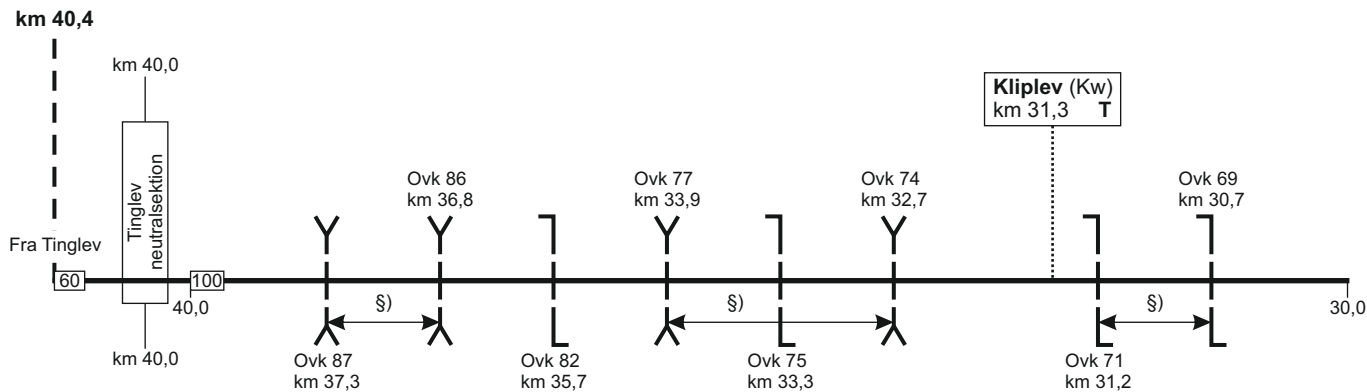 km 40,4
km 40,0
Kliplev (Kw)
km 31,3 T
Tinglev
neutralsektion
Ovk 86
km 36,8
Ovk 77
km 33,9
Ovk 74
km 32,7
Ovk 69
km 30,7
Fra Tinglev
60
100
40,0
30,0
§)
§)
§)
km 40,0
Ovk 87
km 37,3
Ovk 82
km 35,7
Ovk 75
km 33,3
Ovk 71
km 31,2